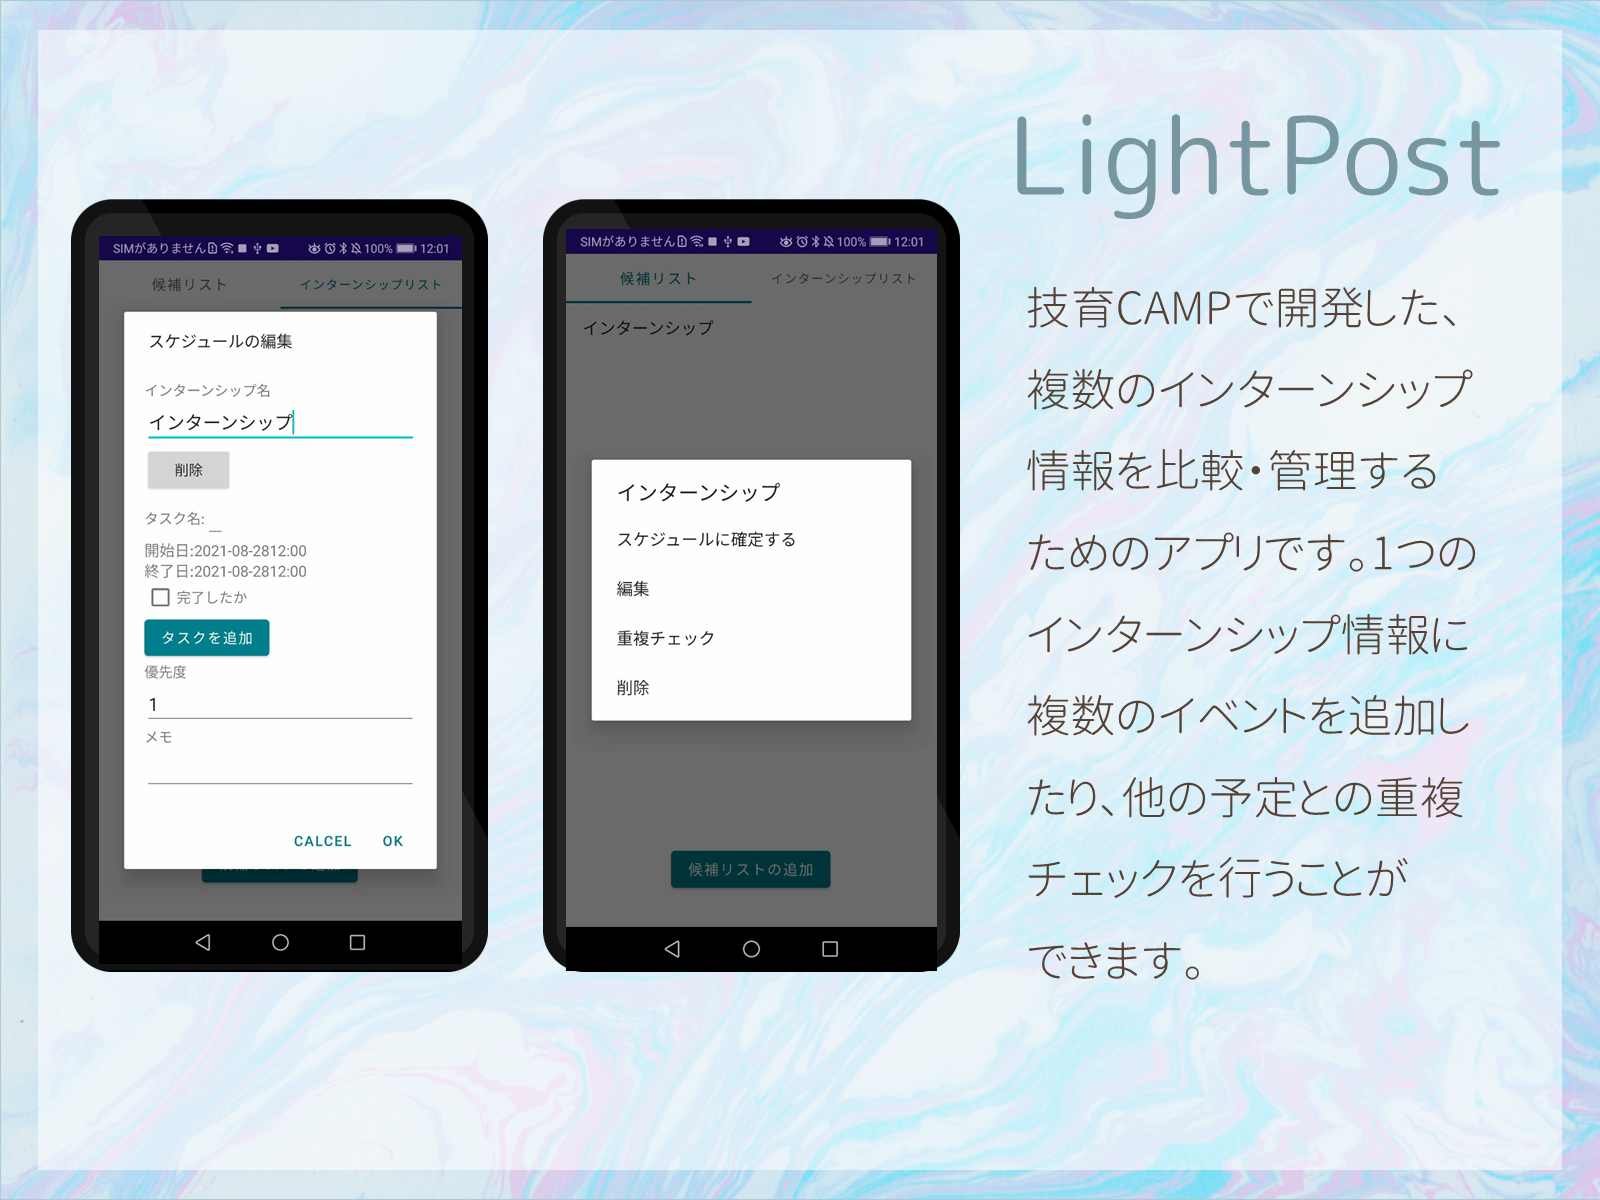 LightPost
SIMがありません 100% 12:01
候補リスト インターンシップリスト
スケジュールの編集
インターンシップ名
インターンシップ
削除
タスク名:
開始日:2021-08-2812:00
終了日:2021-08-2812:00
完了したか
タスクを追加
優先度
1
メモ
CALCEL OK
SIMがありません 100% 12:01
候補リスト インターンシップリスト
インターンシップ
インターンシップ
スケジュールに確定する
編集
重複チェック
削除
候補リストの追加
技育CAMPで開発した、
複数のインターンシップ
情報を比較・管理する
ためのアプリです。1つの
インターンシップ情報に
複数のイベントを追加し
たり、他の予定との重複
チェックを行うことが
できます。